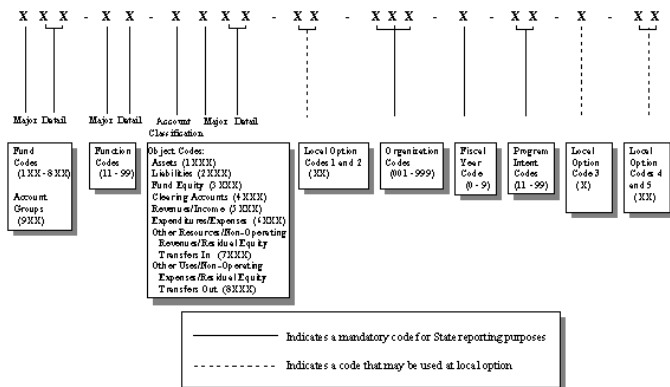 X X X - X X - X X X X - X X - X X X - X - X X - X - X X
Major Detail Major Detail Account Classification Major Detail
Fund Codes (1XX - 8XX)
Account Groups (9XX)
Function Codes (11 - 99)
Object Codes:
Assets (1XXX)
Liabilities (2XXX)
Fund Equity (3XXX)
Clearing Accounts (4XXX)
Revenues/Income (5XXX)
Expenditures/Expenses (6XXX)
Other Resources/Non-Operating
Revenues/Residual Equity
Transfers In (7XXX)
Other Uses/Non-Operating
Expenses/Residual Equity
Transfers Out (8XXX)
Local Option
Codes 1 and 2
(XX)
Organization
Codes
(001 - 999)
Fiscal
Year
Code
(0 - 9)
Program
Intent Codes
(11 - 99)
Local
Option
Code 3
(X)
Local
Option
Codes 4
and 5
(XX)
Indicates a mandatory code for State reporting purposes
Indicates a code that may be used at local option